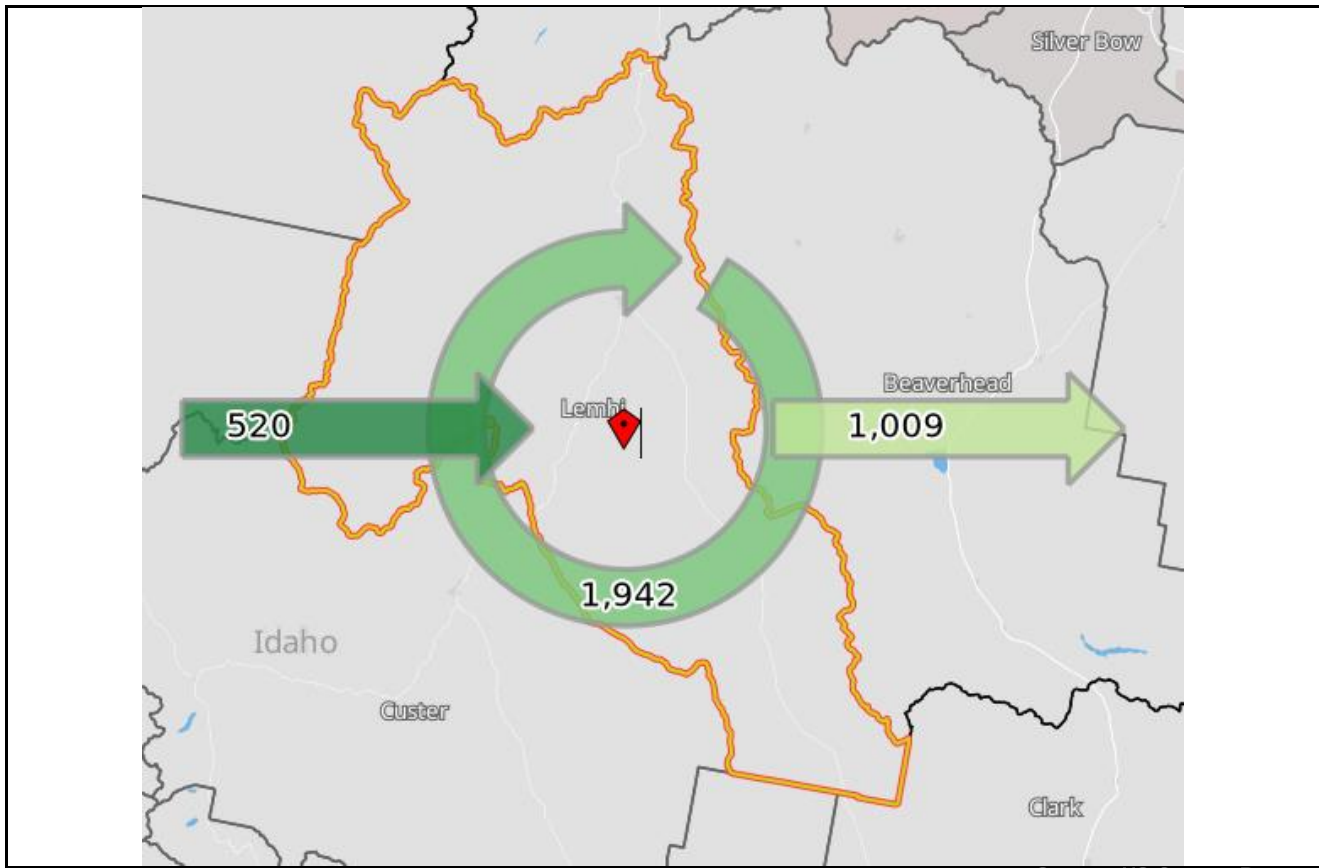 Silver Bow
Beaverhead
Lemhi
520
1,009
1,942
Idaho
Custer
Clark